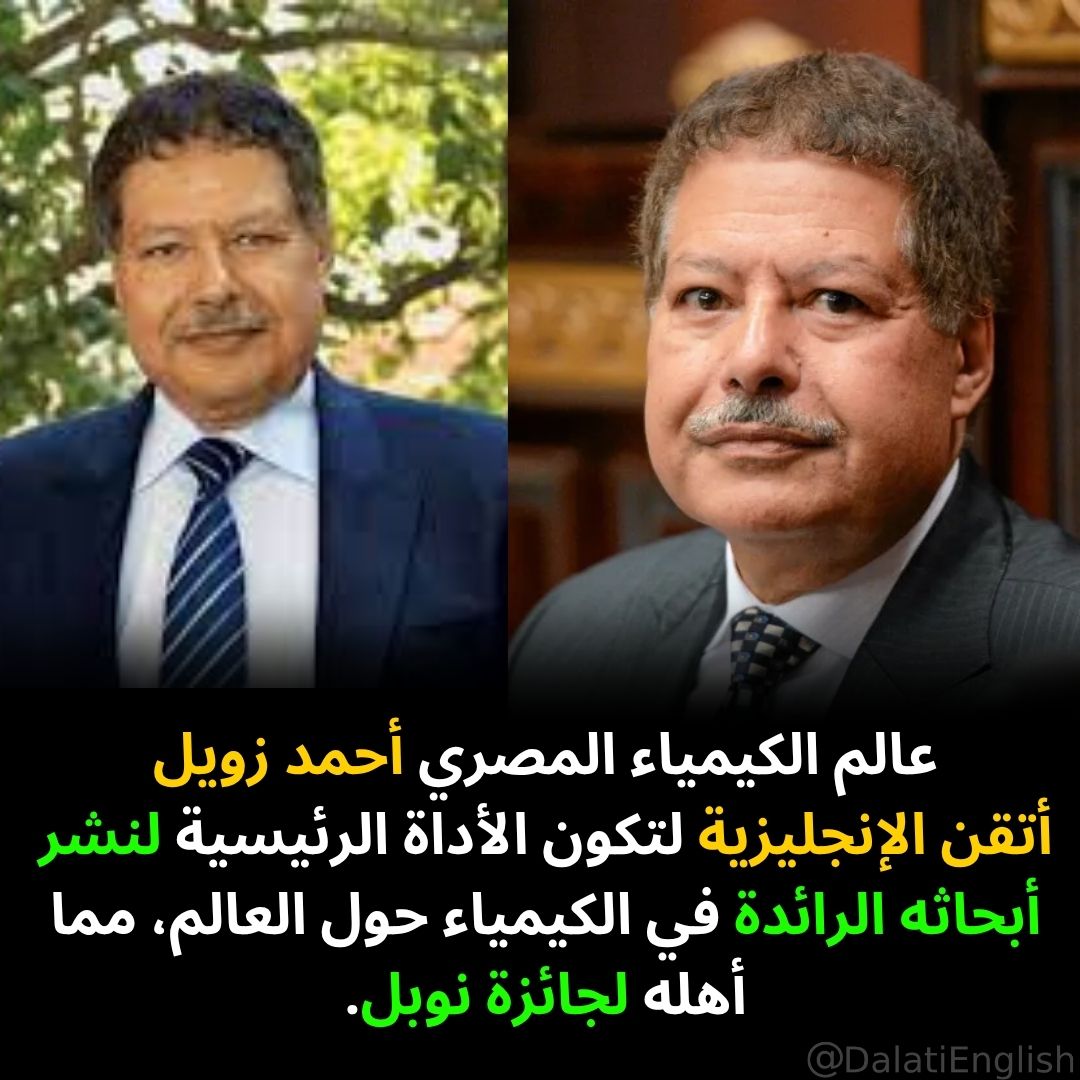 عالم الكيمياء المصري أحمد زويل
أتقن الإنجليزية لتكون الأداة الرئيسية لنشر
أبحاثه الرائدة في الكيمياء حول العالم، مما
أهله لجائزة نوبل.
@DalatiEnglish